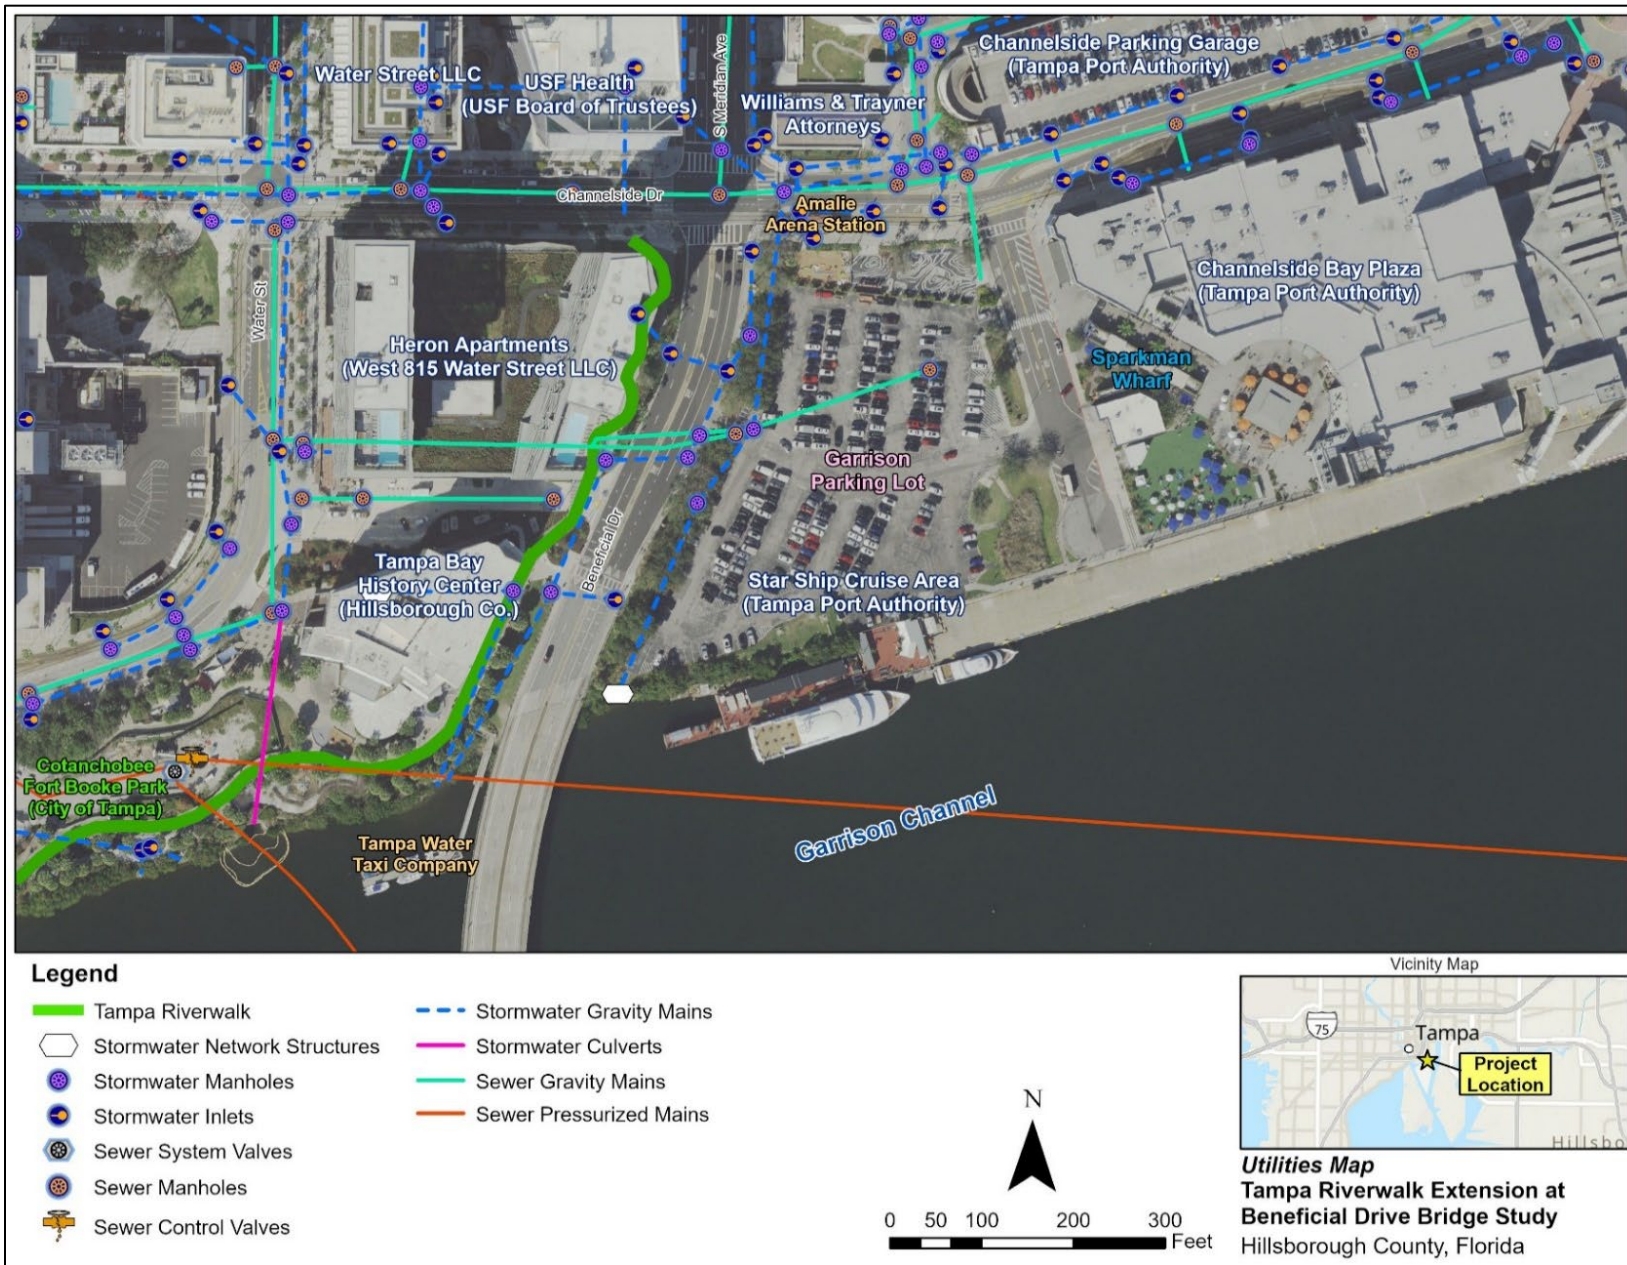 Water Street LLC
USF Health
(USF Board of Trustees)
S Meridian Ave
Williams & Trayner
Attorneys
Channelside Parking Garage
(Tampa Port Authority)
Channelside Dr
Amalie
Arena Station
Channelside Bay Plaza
(Tampa Port Authority)
Water St
Heron Apartments
(West 815 Water Street LLC)
Sparkman
Wharf
Garrison
Parking Lot
Beneficial Dr
Tampa Bay
History Center
(Hillsborough Co.)
Star Ship Cruise Area
(Tampa Port Authority)
Cotanchobee
Fort Booke Park
(City of Tampa)
Garrison Channel
Tampa Water
Taxi Company
Legend
Tampa Riverwalk
Stormwater Network Structures
Stormwater Manholes
Stormwater Inlets
Sewer System Valves
Sewer Manholes
Sewer Control Valves
Stormwater Gravity Mains
Stormwater Culverts
Sewer Gravity Mains
Sewer Pressurized Mains
N
0 50 100 200 300
Feet
Vicinity Map
75
Tampa
Project
Location
Hillsbo
Utilities Map
Tampa Riverwalk Extension at
Beneficial Drive Bridge Study
Hillsborough County, Florida